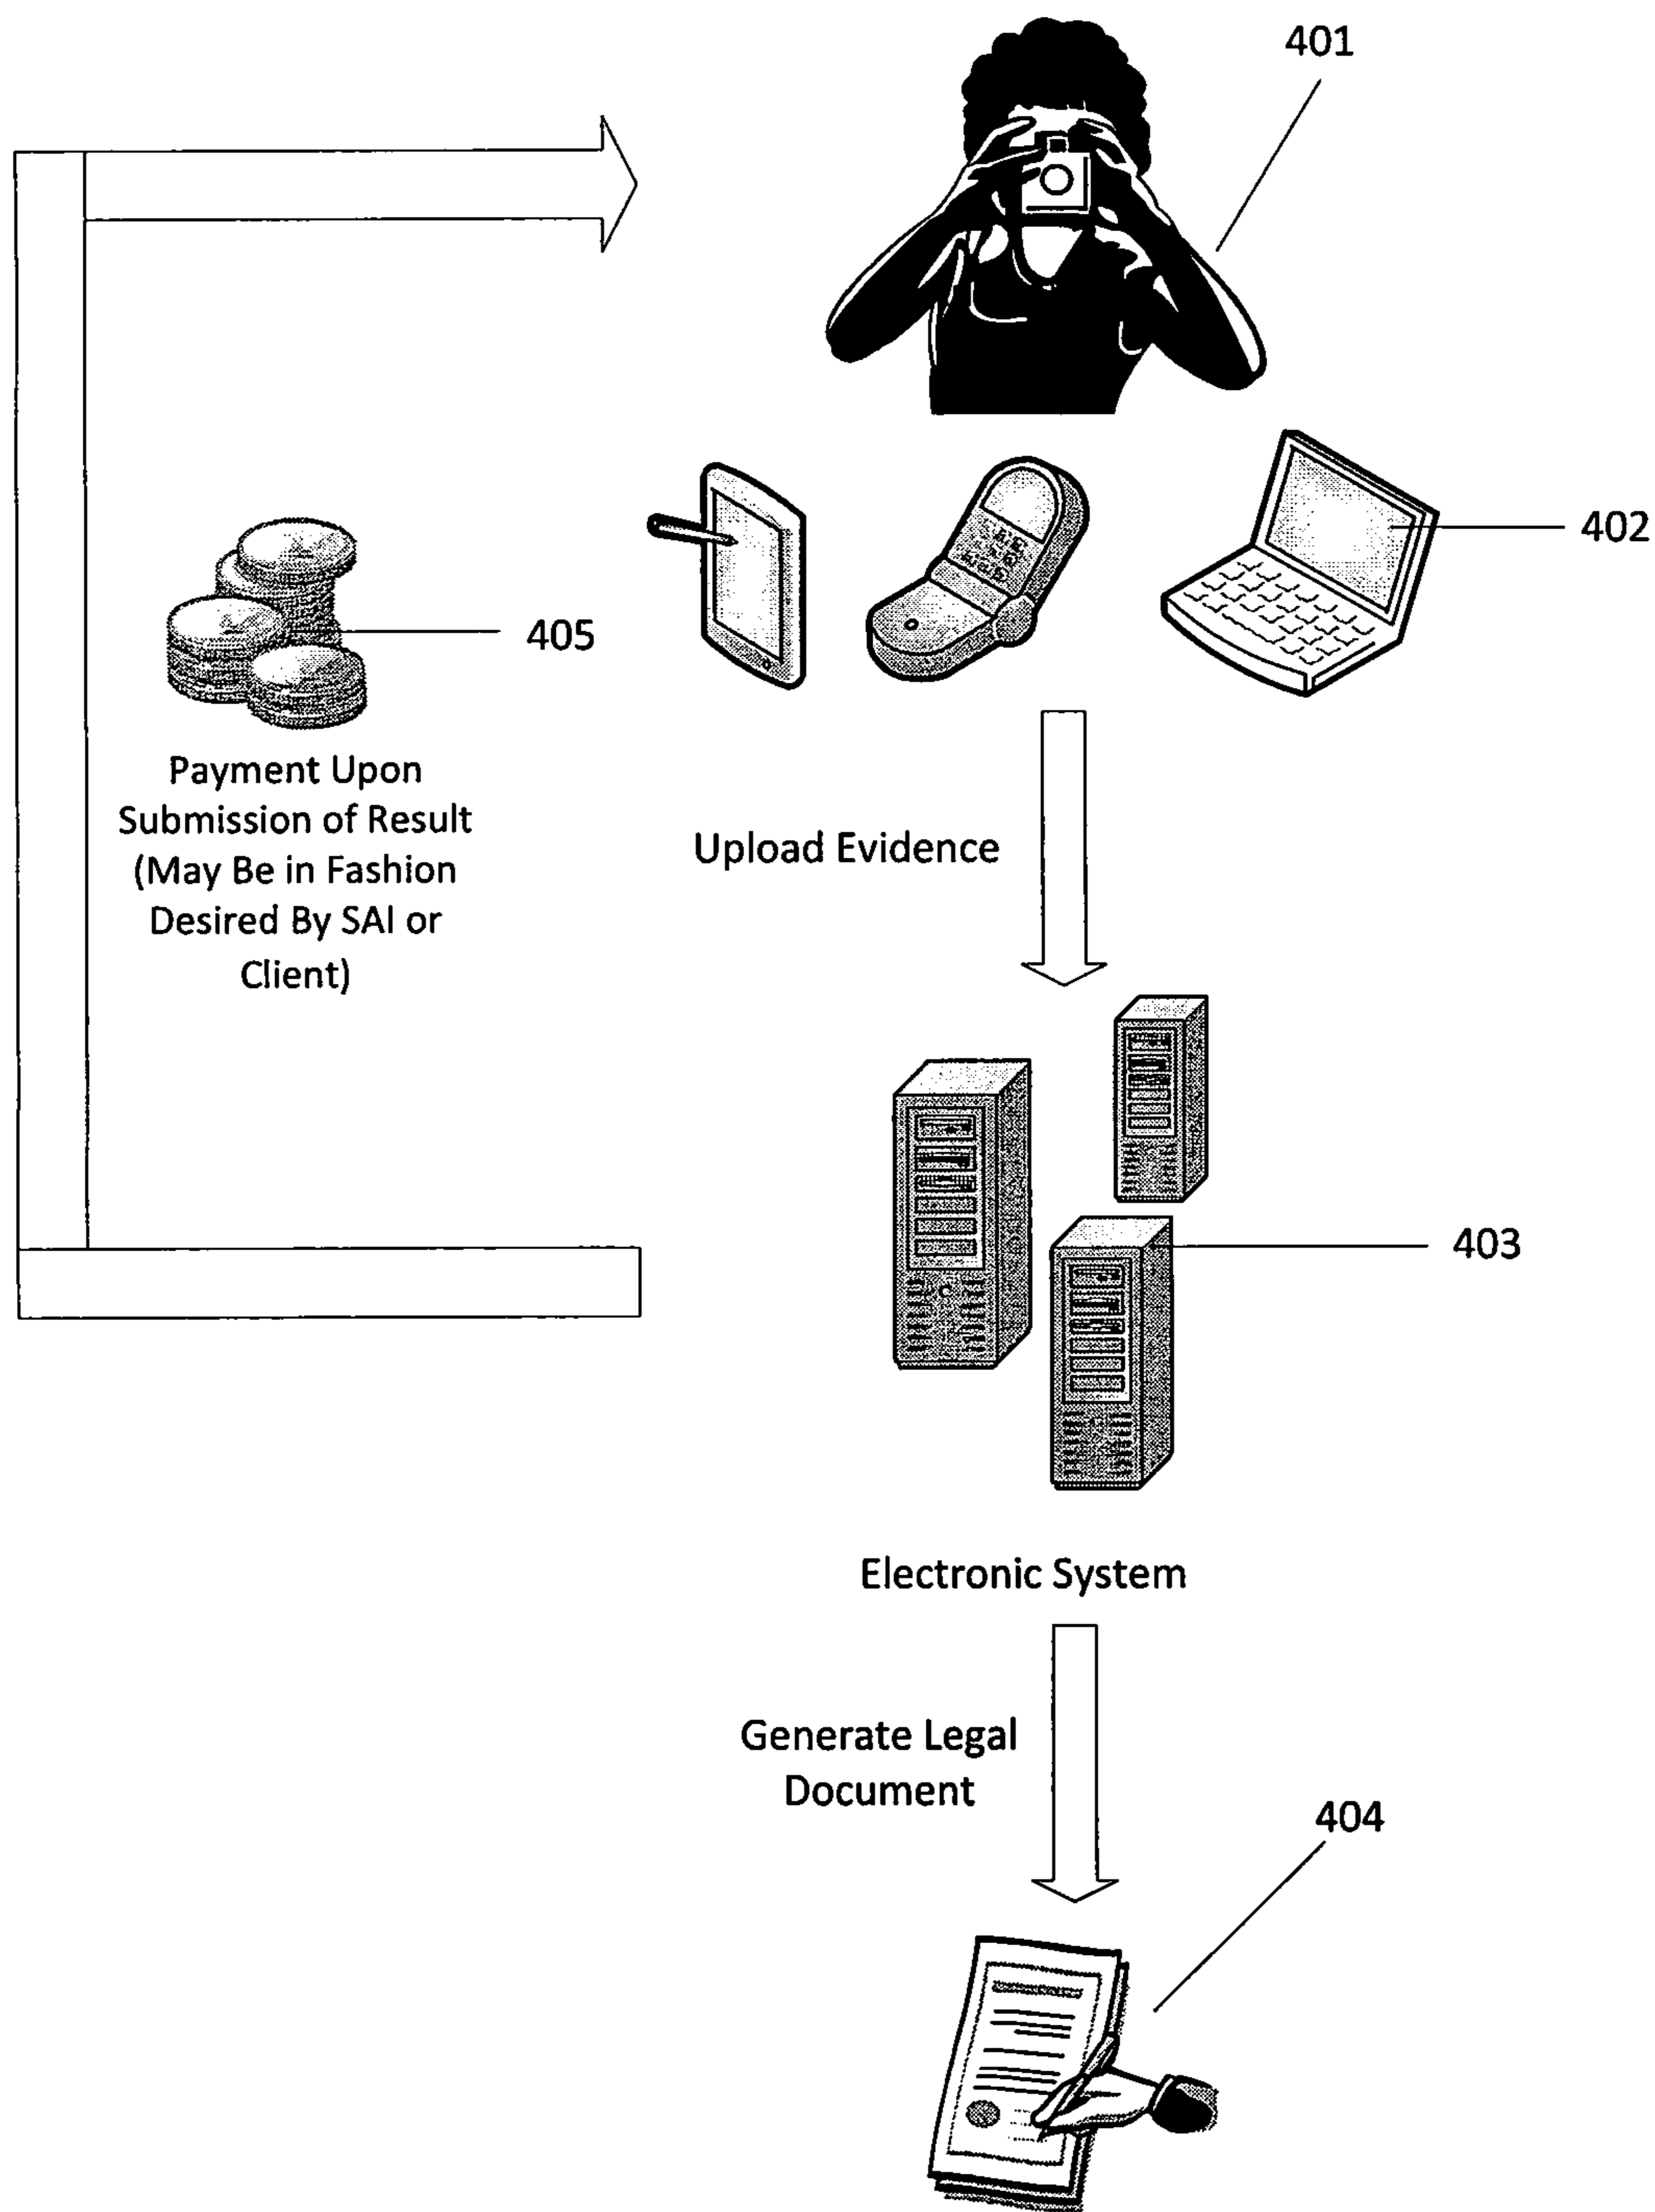 401
402
405
Payment Upon
Submission of Result
(May Be in Fashion
Desired By SAI or
Client)
Upload Evidence
403
Electronic System
Generate Legal
Document
404